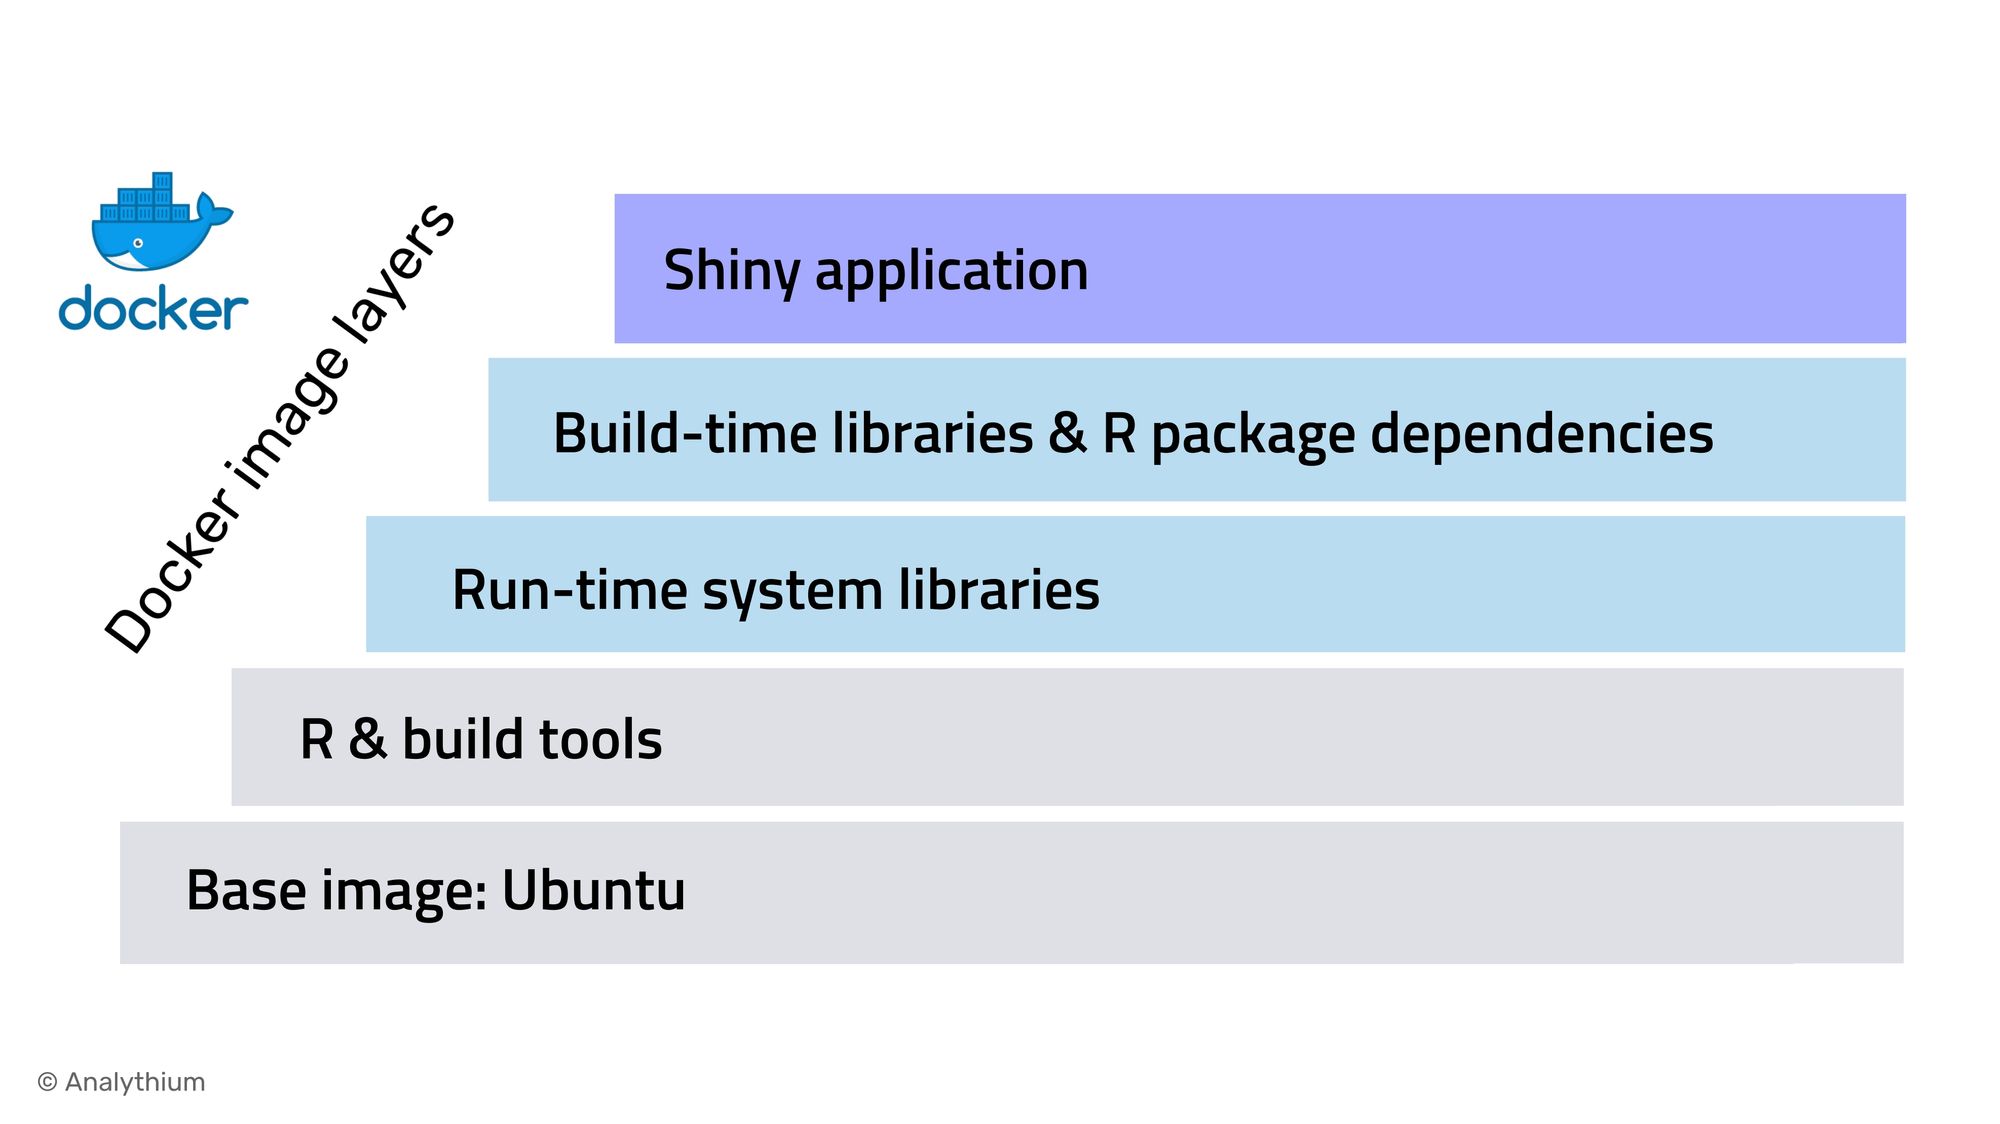 docker
Docker image layers
Shiny application
Build-time libraries & R package dependencies
Run-time system libraries
R & build tools
Base image: Ubuntu
© Analythium